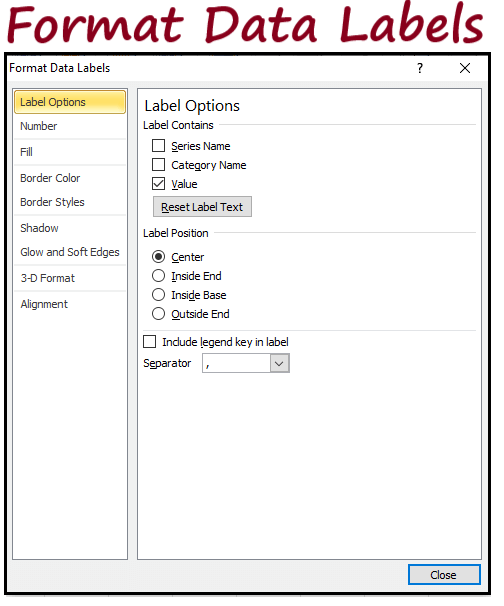 Format Data Labels
Format Data Labels ?
Label Options
Number
Fill
Border Color
Border Styles
Shadow
Glow and Soft Edges
3-D Format
Alignment
Label Options
Label Contains
Series Name
Category Name
Value
Reset Label Text
Label Position
Center
Inside End
Inside Base
Outside End
Include legend key in label
Separator ,
Close